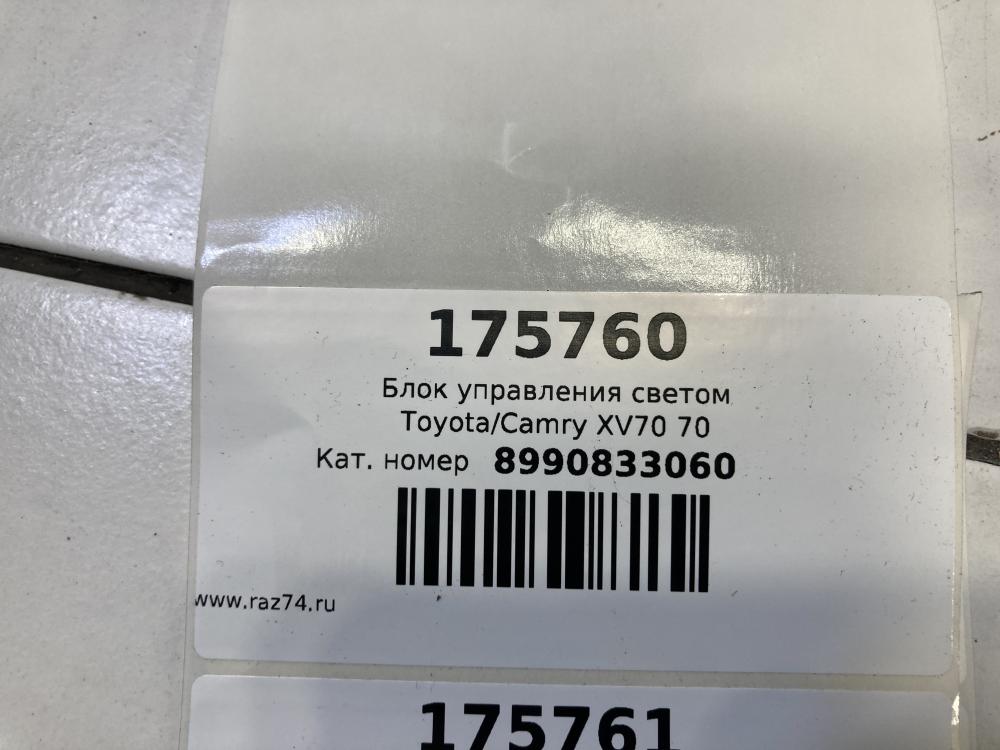 175760
Блок управления светом
Toyota/Camry XV70 70
Кат. номер 8990833060
www.raz74.ru
175761